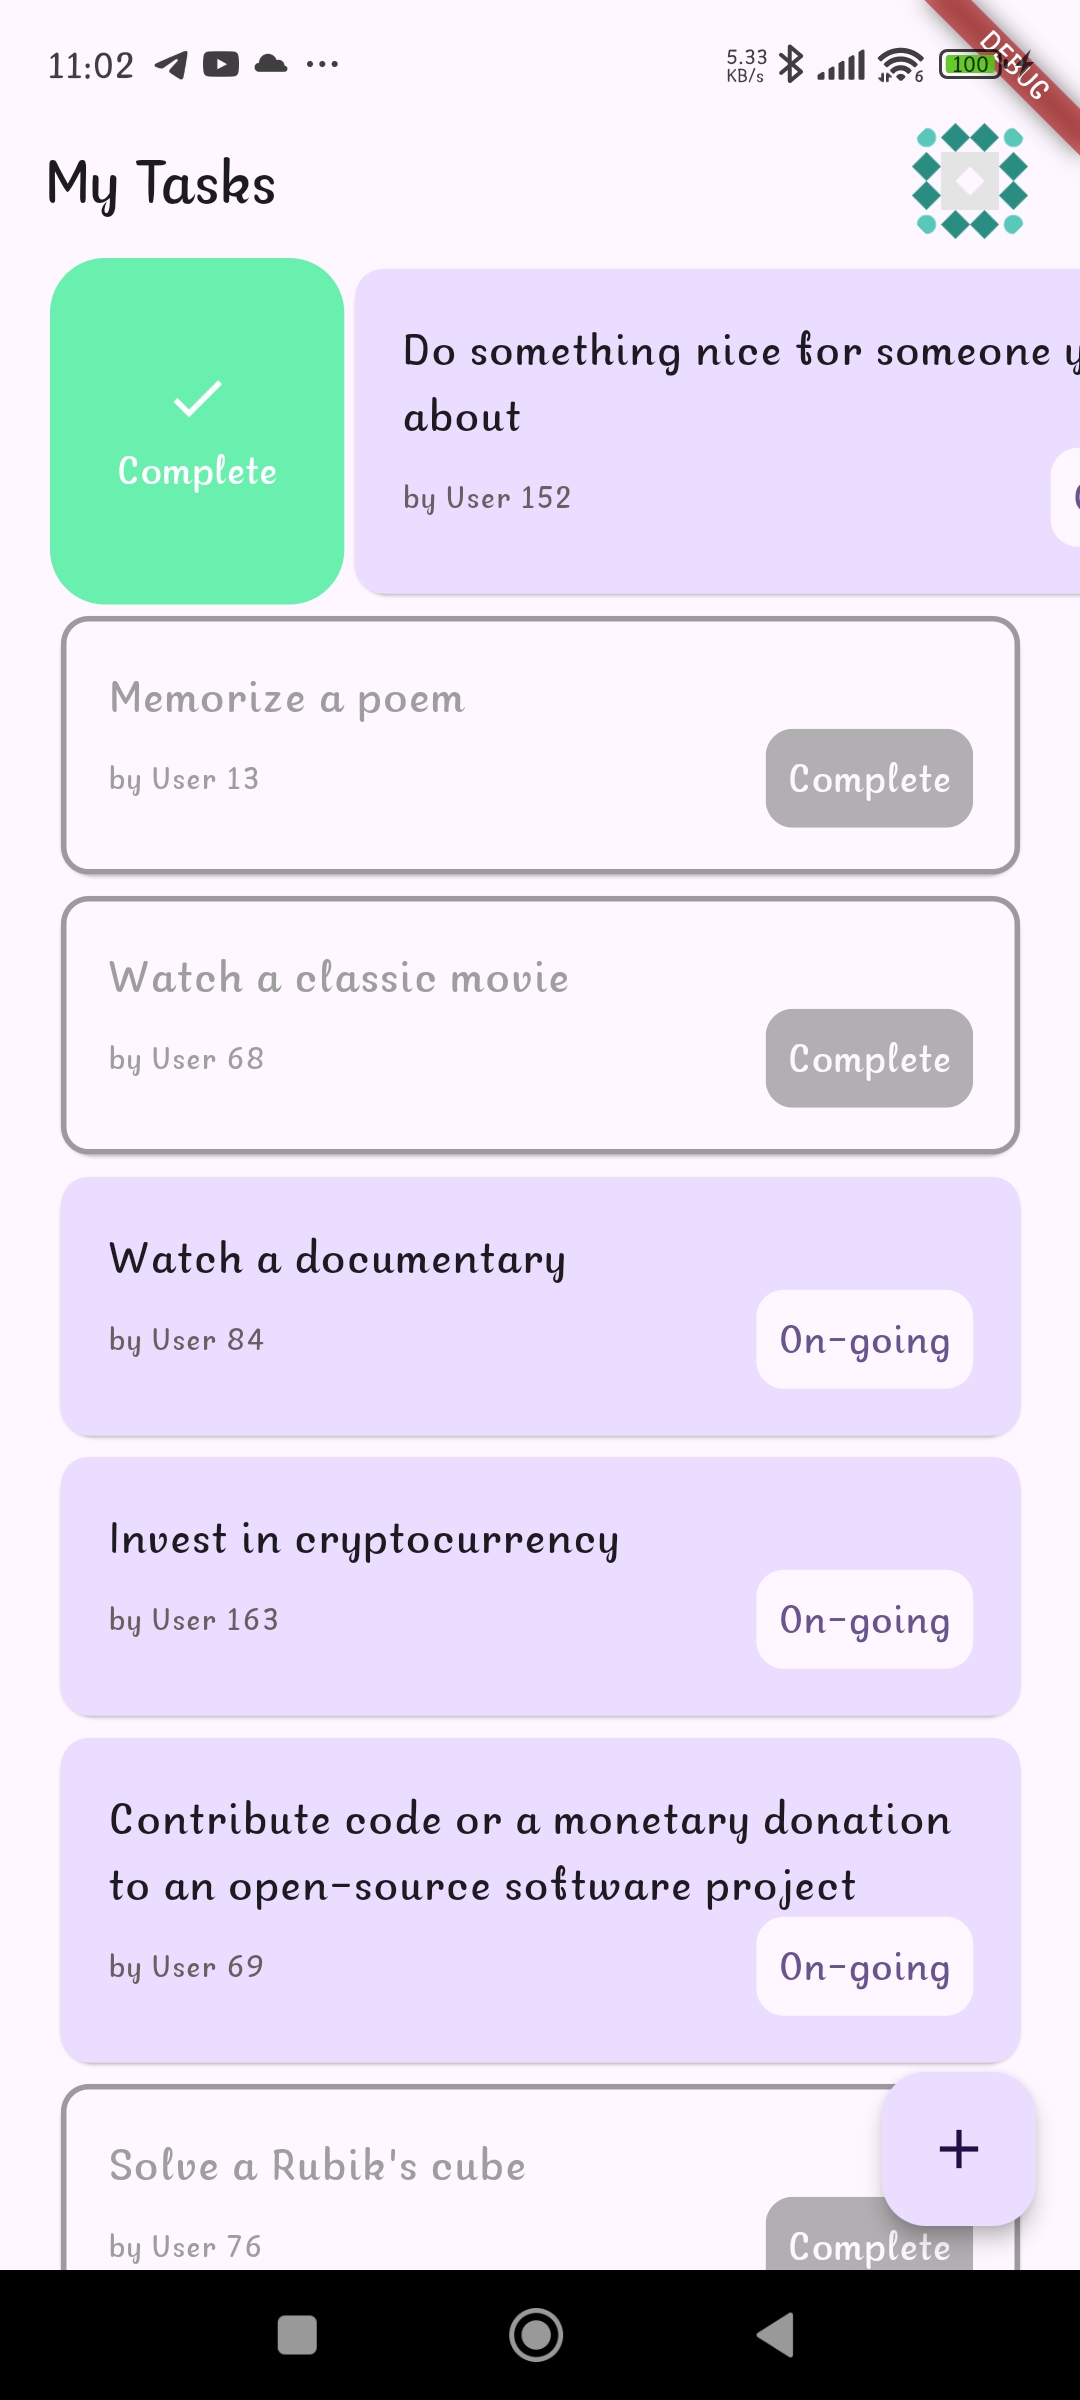 11:02
5.33
KB/s
6
100
DEBUG
My Tasks
Complete
Do something nice for someone y
about
by User 152
Memorize a poem
by User 13
Complete
Watch a classic movie
by User 68
Complete
Watch a documentary
by User 84
On-going
Invest in cryptocurrency
by User 163
On-going
Contribute code or a monetary donation
to an open-source software project
by User 69
On-going
Solve a Rubik's cube
by User 76
Complete